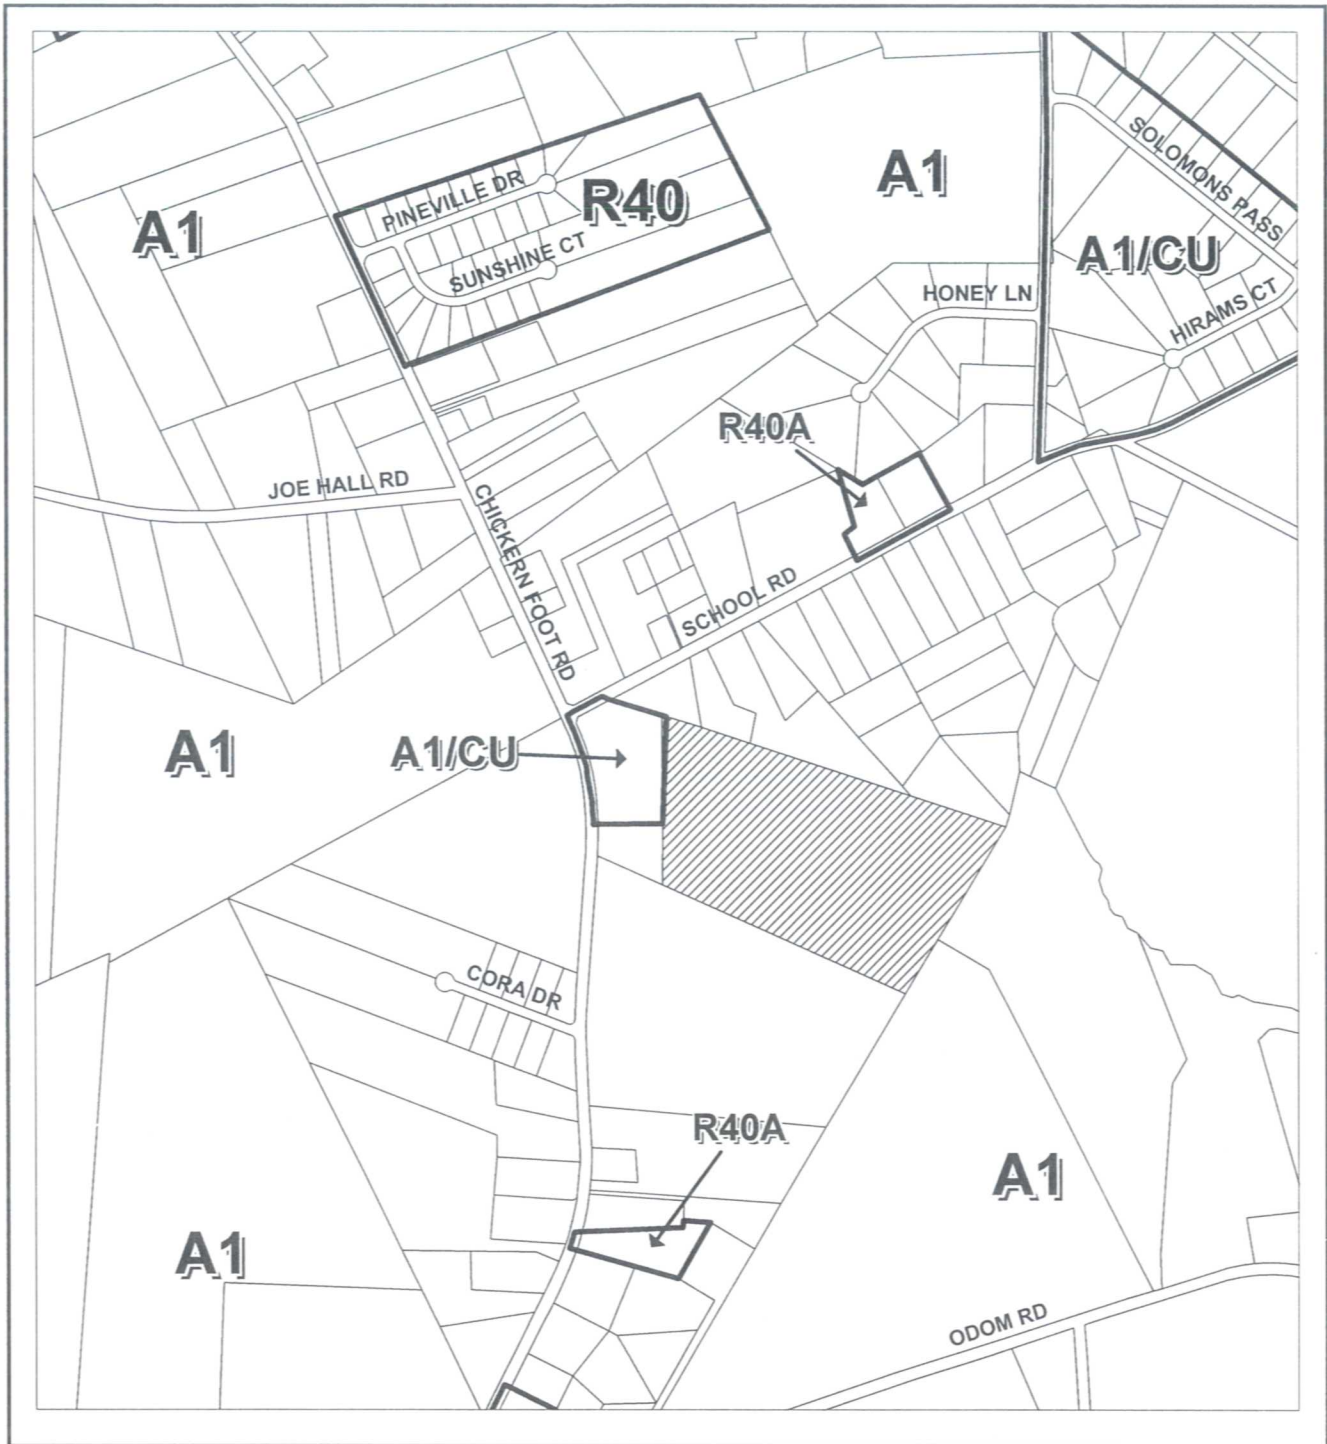 A1
SOLOMONS PASS
PINEVILLE DR
R40
A1
SUNSHINE CT
A1/CU
HONEY LN
HIRAMS CT
R40A
JOE HALL RD
CHICKERN FOOT RD
SCHOOL RD
A1
A1/CU
CORA DR
R40A
A1
A1
ODOM RD